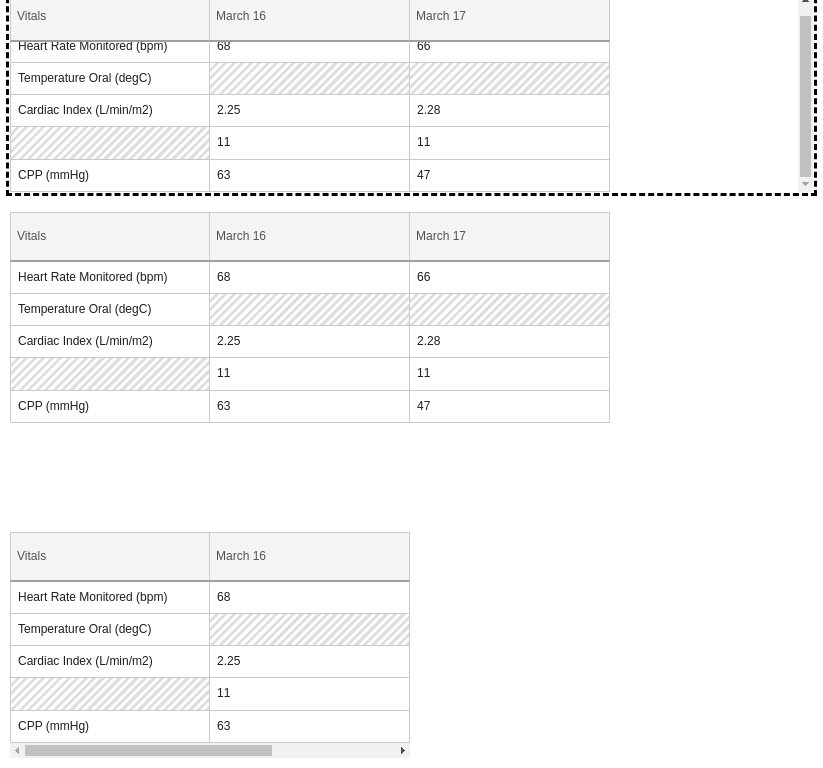 Vitals March 16 March 17
Heart Rate Monitored (bpm) 68 66
Temperature Oral (degC)
Cardiac Index (L/min/m2) 2.25 2.28
11 11
CPP (mmHg) 63 47
Vitals March 16 March 17
Heart Rate Monitored (bpm) 68 66
Temperature Oral (degC)
Cardiac Index (L/min/m2) 2.25 2.28
11 11
CPP (mmHg) 63 47
Vitals March 16
Heart Rate Monitored (bpm) 68
Temperature Oral (degC)
Cardiac Index (L/min/m2) 2.25
11
CPP (mmHg) 63